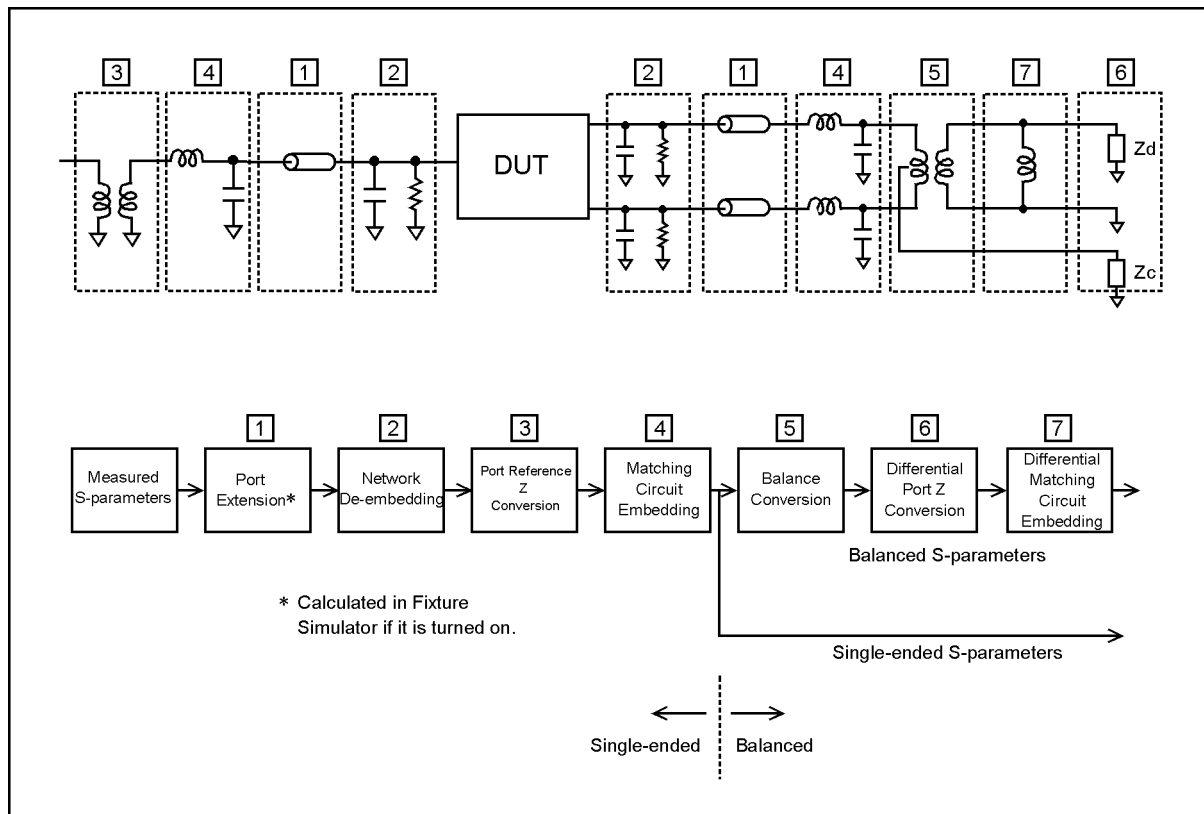 3 4 1 2 2 1 4 5 7 6
DUT
Zd
Zc
1 2 3 4 5 6 7
Measured
S-parameters
Port
Extension*
Network
De-embedding
Port Reference
Z
Conversion
Matching
Circuit
Embedding
Balance
Conversion
Differential
Port Z
Conversion
Differential
Matching
Circuit
Embedding
Balanced S-parameters
* Calculated in Fixture
Simulator if it is turned on.
Single-ended S-parameters
Single-ended
Balanced